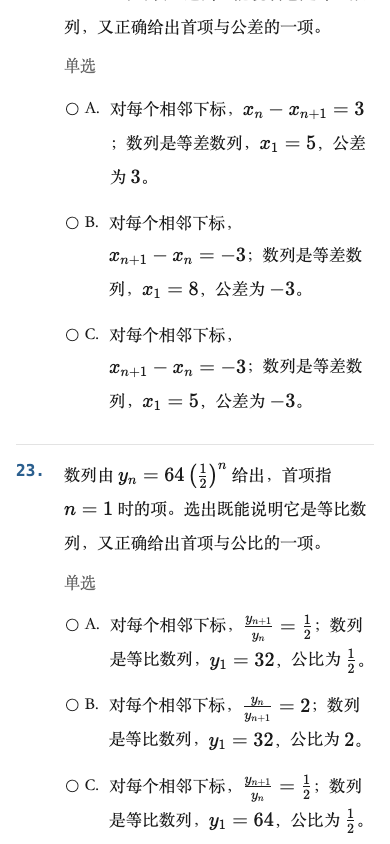 列，又正确给出首项与公差的一项。
单选
A. 对每个相邻下标，xₙ − xₙ₊₁ = 3
；数列是等差数列，x₁ = 5，公差
为 3。
B. 对每个相邻下标，
xₙ₊₁ − xₙ = −3；数列是等差数
列，x₁ = 8，公差为 −3。
C. 对每个相邻下标，
xₙ₊₁ − xₙ = −3；数列是等差数
列，x₁ = 5，公差为 −3。
23. 数列由 yₙ = 64 (1/2)ⁿ 给出，首项指
n = 1 时的项。选出既能说明它是等比数
列，又正确给出首项与公比的一项。
单选
A. 对每个相邻下标，yₙ₊₁/yₙ = 1/2；数列
是等比数列，y₁ = 32，公比为 1/2。
B. 对每个相邻下标，yₙ/yₙ₊₁ = 2；数列
是等比数列，y₁ = 32，公比为 2。
C. 对每个相邻下标，yₙ₊₁/yₙ = 1/2；数列
是等比数列，y₁ = 64，公比为 1/2。